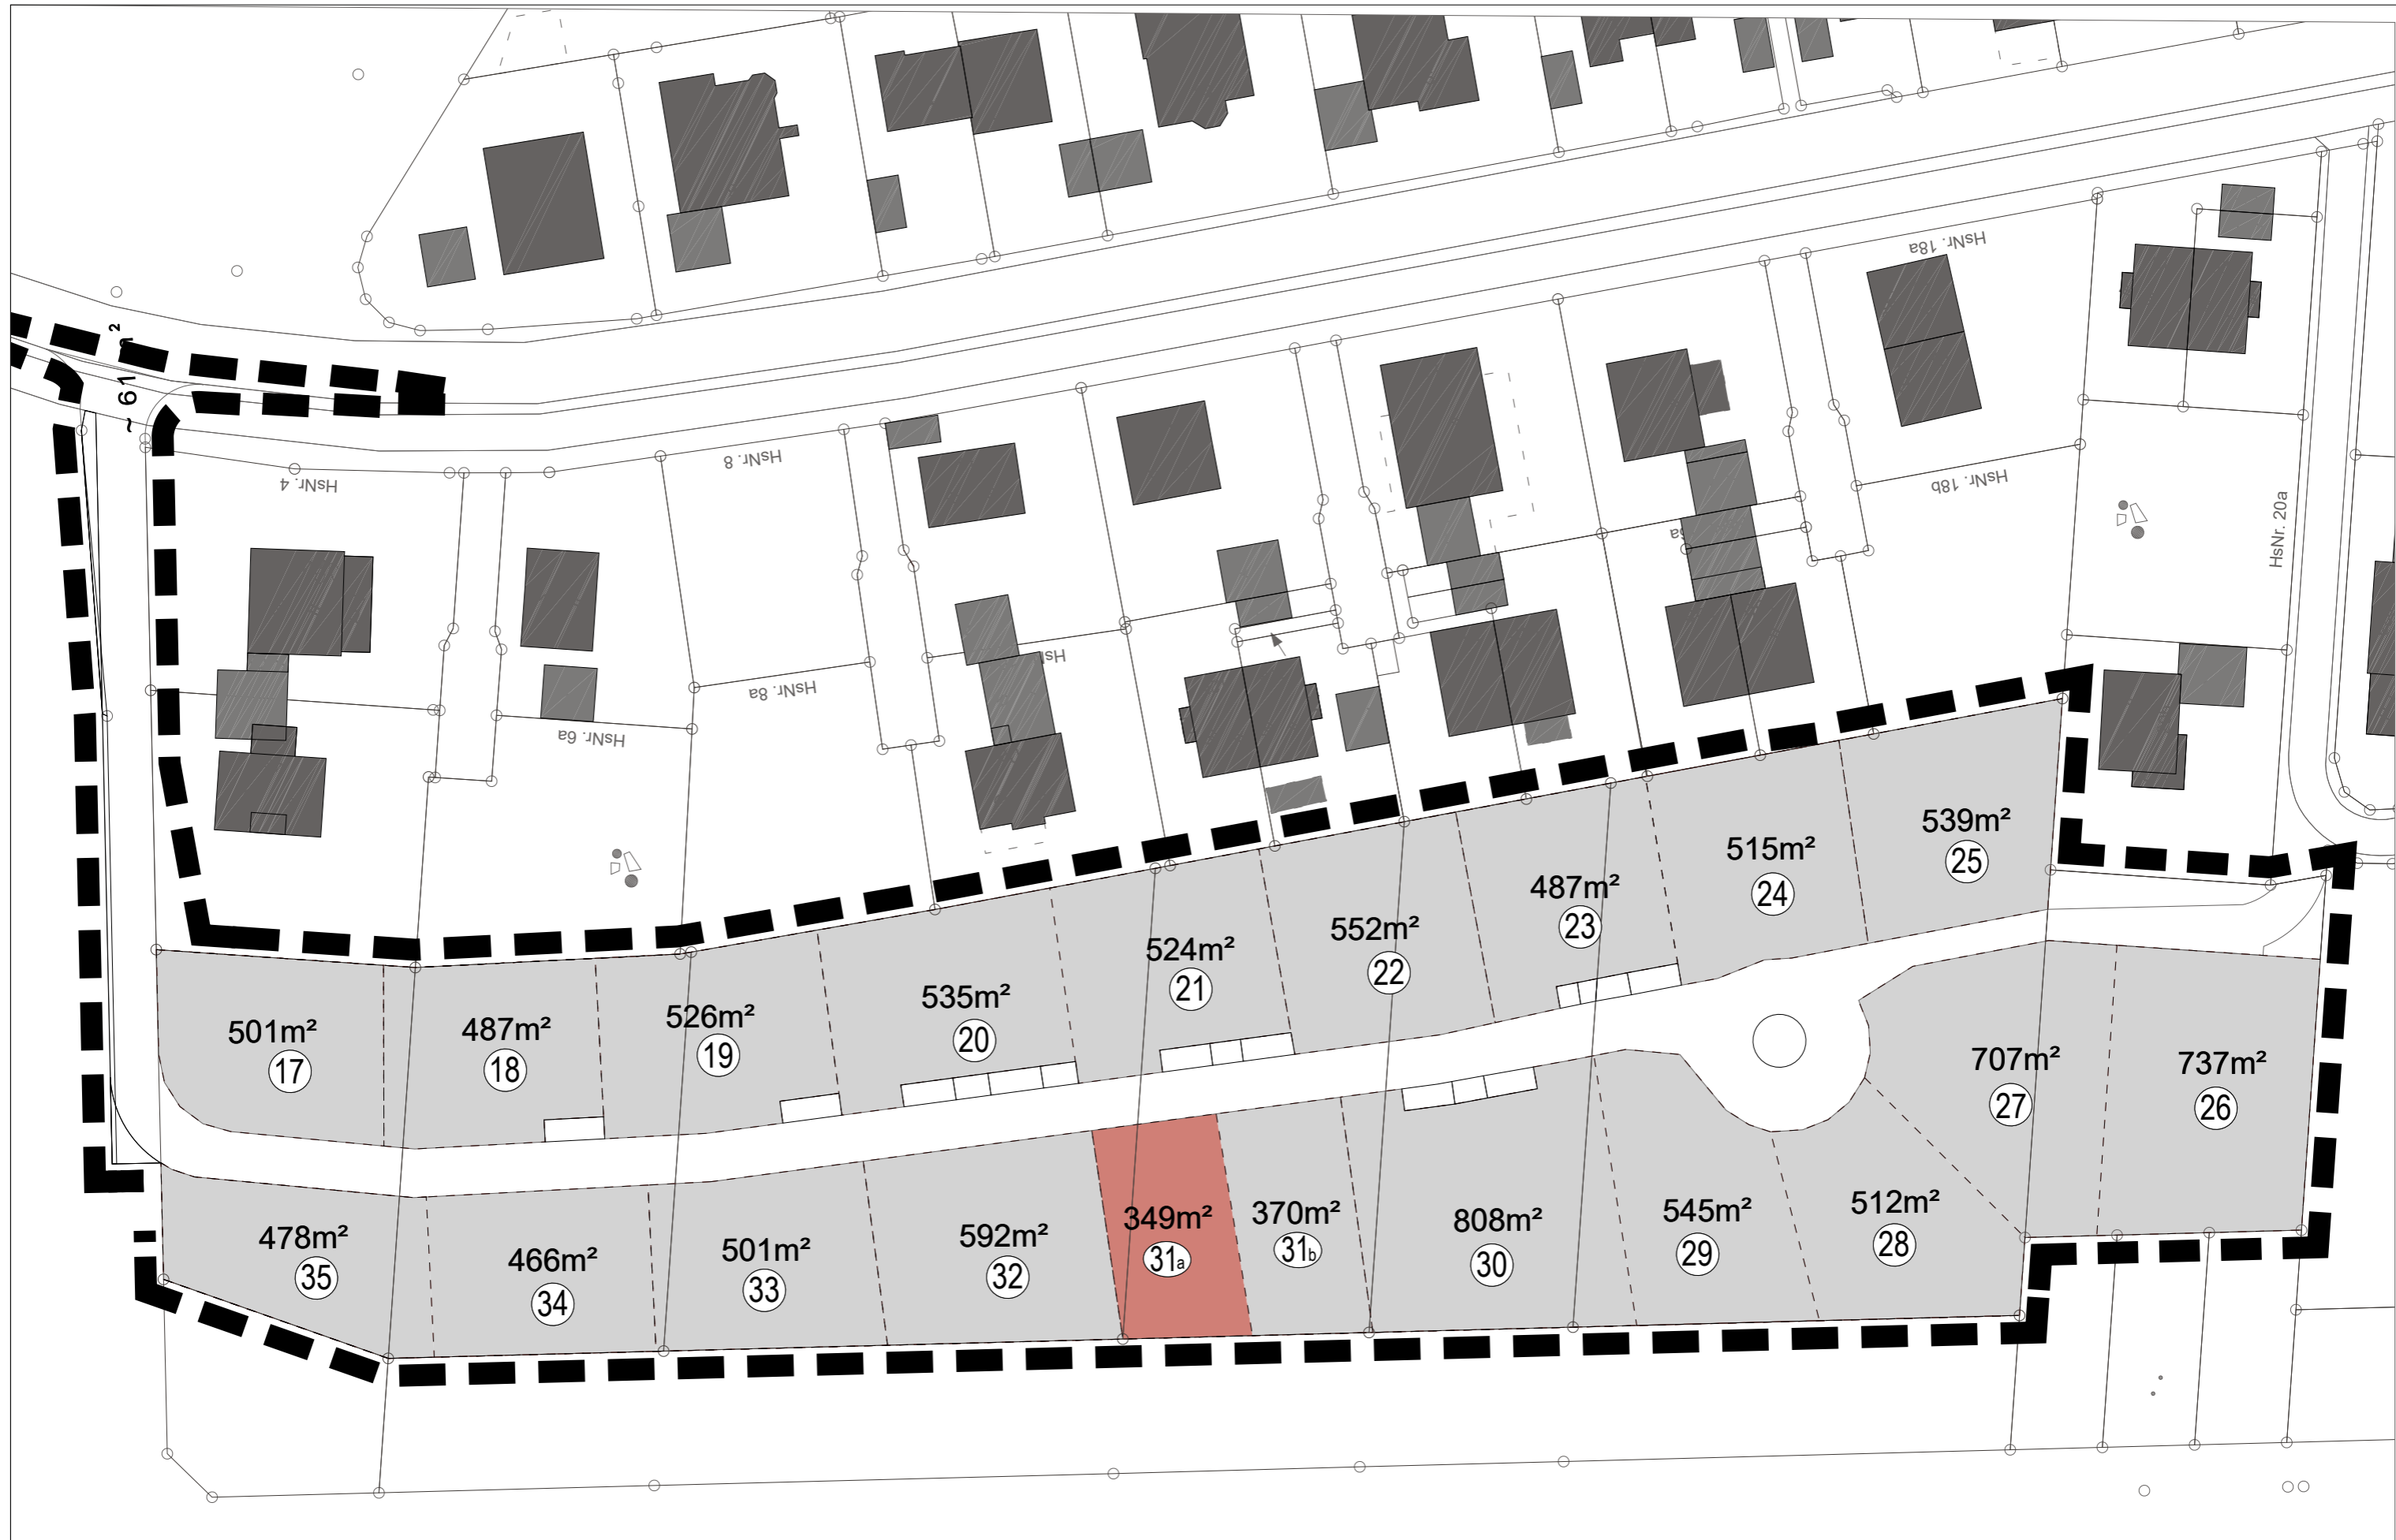 HsNr. 18a
~ 61
HsNr. 4
HsNr. 8
HsNr. 18b
HsNr. 20a
HsNr. 8a
HsNr. 6a
539m²
25
515m²
24
487m²
23
552m²
22
524m²
21
535m²
20
526m²
19
487m²
18
501m²
17
707m²
27
737m²
26
478m²
35
466m²
34
501m²
33
592m²
32
349m²
31a
370m²
31b
808m²
30
545m²
29
512m²
28